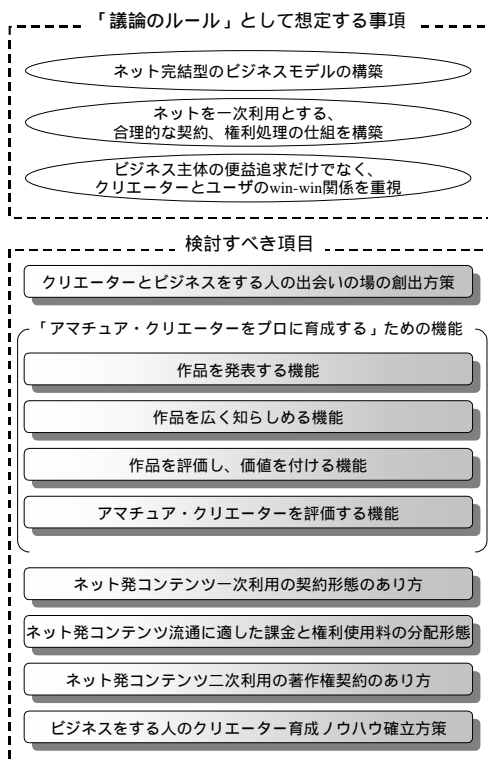 「議論のルール」として想定する事項
ネット完結型のビジネスモデルの構築
ネットを一次利用とする、
合理的な契約、権利処理の仕組を構築
ビジネス主体の便益追求だけでなく、
クリエーターとユーザのwin-win関係を重視
検討すべき項目
クリエーターとビジネスをする人の出会いの場の創出方策
「アマチュア・クリエーターをプロに育成する」ための機能
作品を発表する機能
作品を広く知らしめる機能
作品を評価し、価値を付ける機能
アマチュア・クリエーターを評価する機能
ネット発コンテンツ一次利用の契約形態のあり方
ネット発コンテンツ流通に適した課金と権利使用料の分配形態
ネット発コンテンツ二次利用の著作権契約のあり方
ビジネスをする人のクリエーター育成ノウハウ確立方策